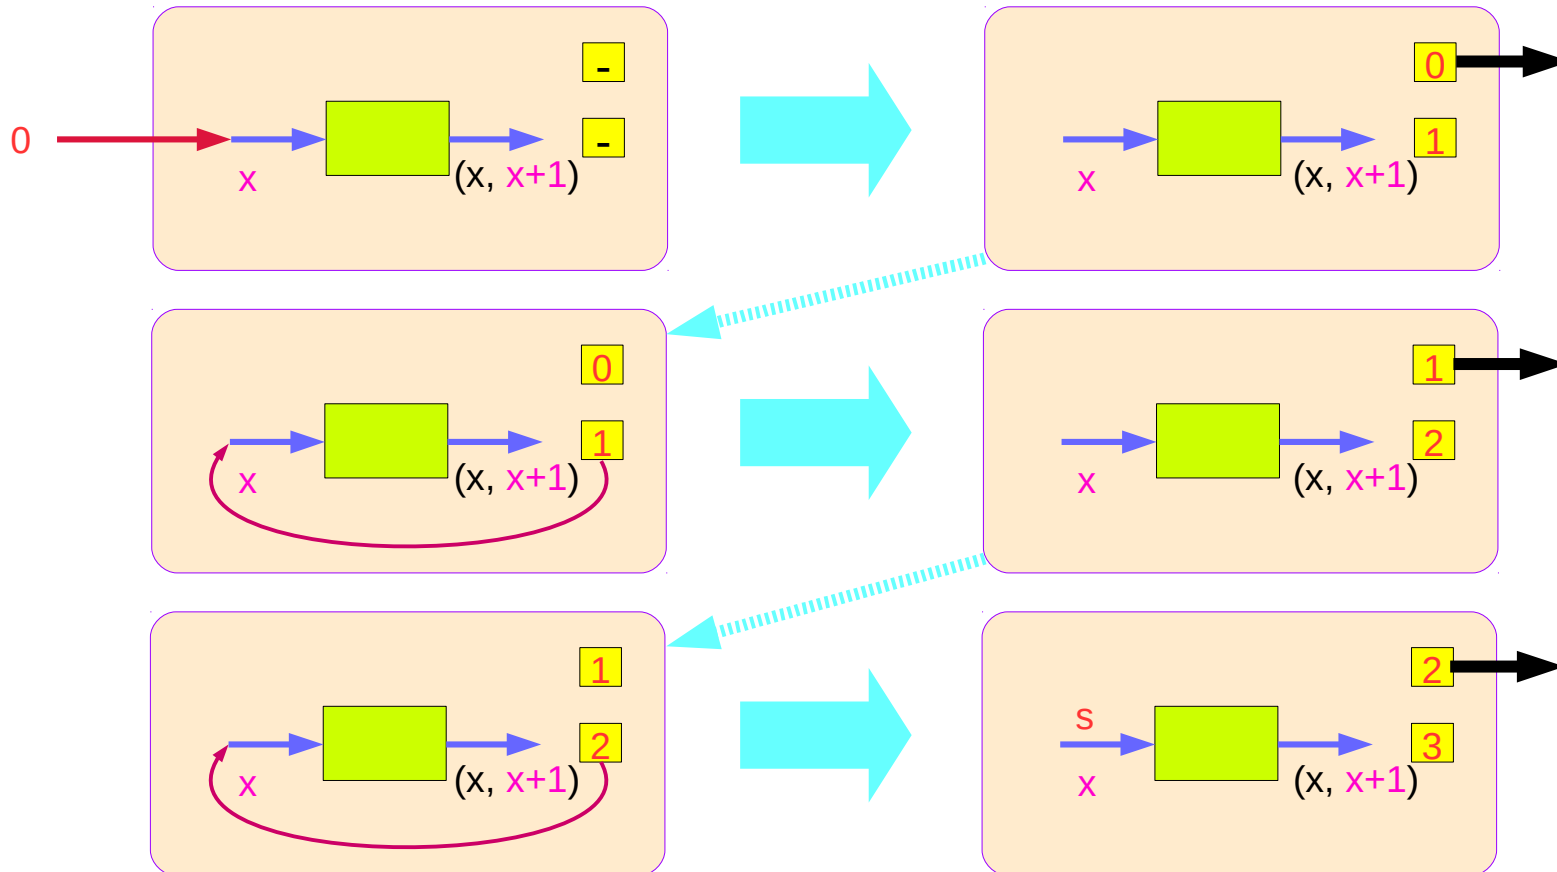 - 0
0 - 1
x (x, x+1) x (x, x+1)
0 1
1 2
x (x, x+1) x (x, x+1)
1 2
s
2 3
x (x, x+1) x (x, x+1)